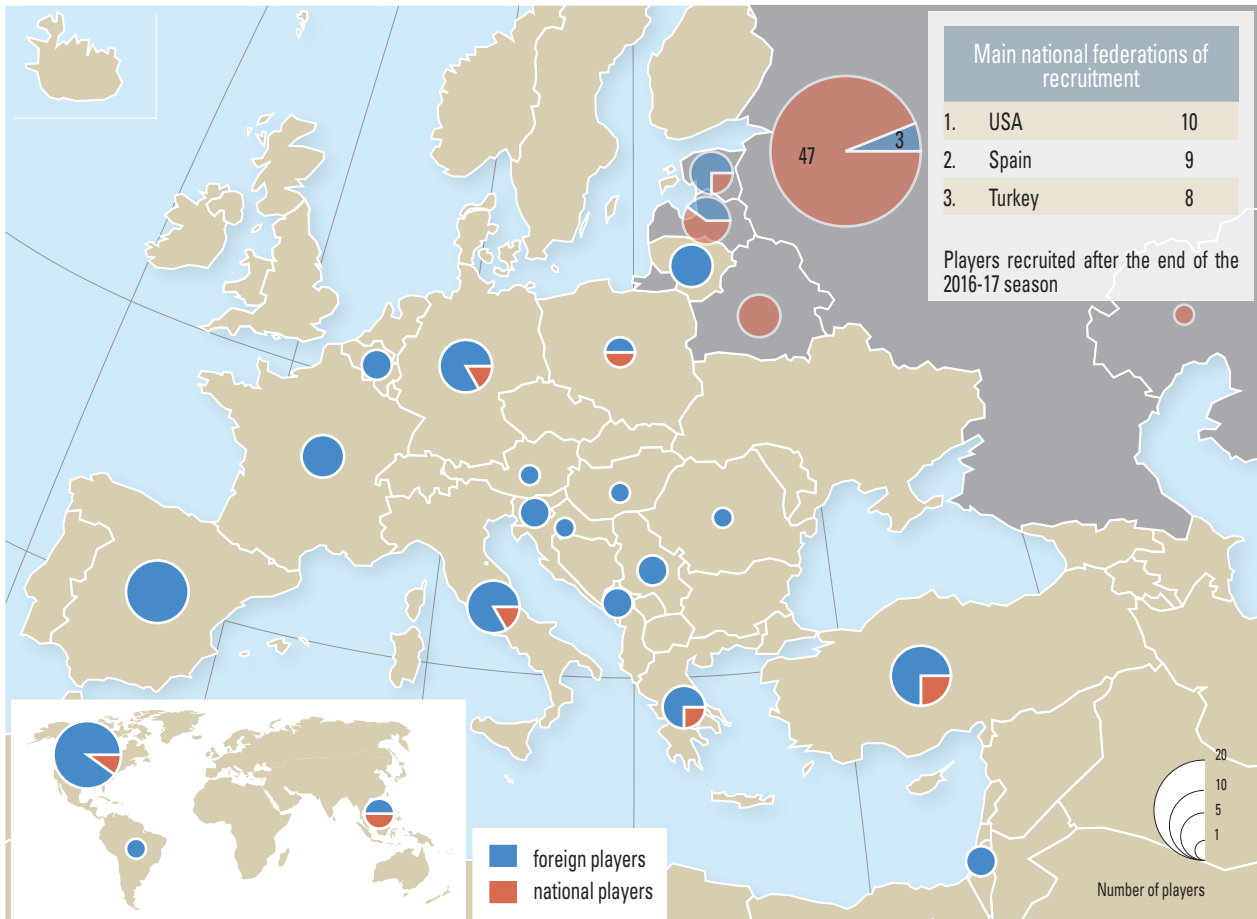 Main national federations of
recruitment
1. USA 10
2. Spain 9
3. Turkey 8
Players recruited after the end of the
2016-17 season
47
3
20
10
5
1
Number of players
foreign players
national players